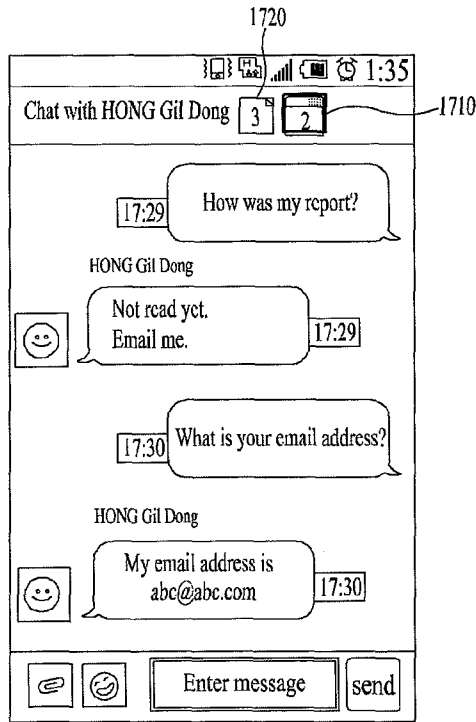 1720
H
1:35
Chat with HONG Gil Dong 3 2
1710
How was my report?
17:29
HONG Gil Dong
Not read yet.
Email me.
17:29
What is your email address?
17:30
HONG Gil Dong
My email address is
abc@abc.com
17:30
Enter message
send